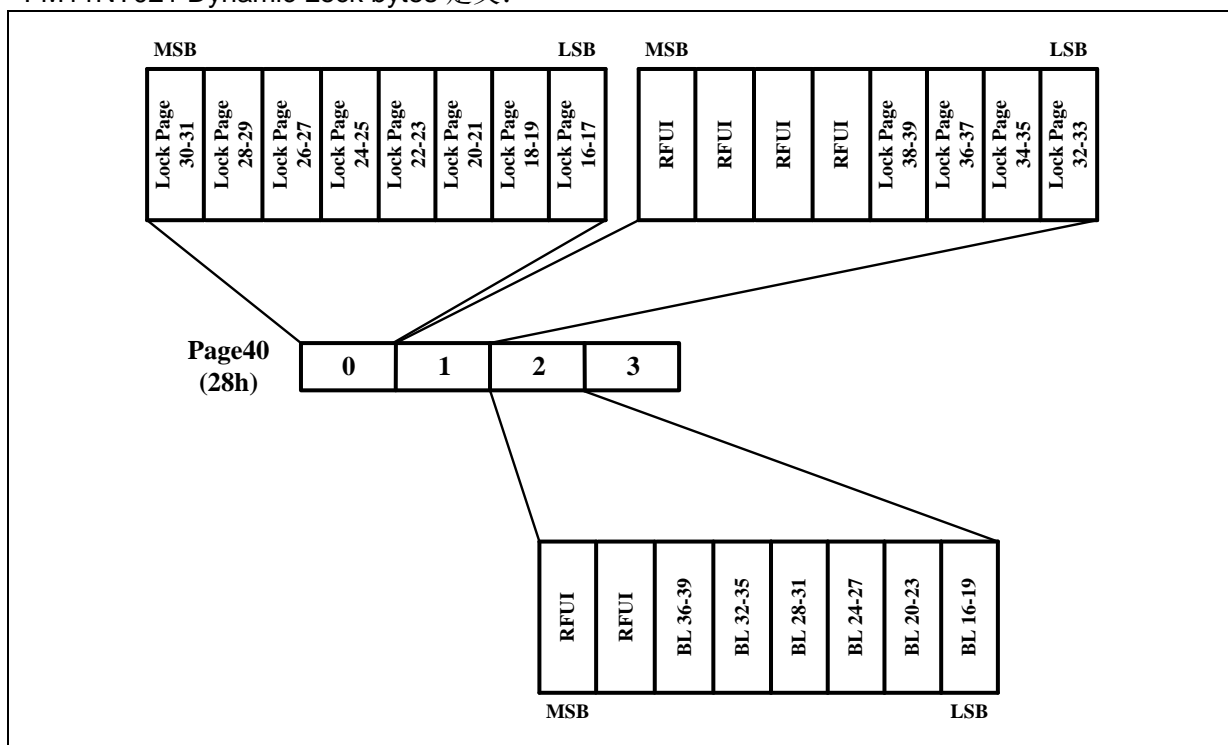 FM11NT021 Dynamic Lock bytes 定义:
MSB LSB MSB LSB
Lock Page
30-31
Lock Page
28-29
Lock Page
26-27
Lock Page
24-25
Lock Page
22-23
Lock Page
20-21
Lock Page
18-19
Lock Page
16-17
RFUI
RFUI
RFUI
RFUI
Lock Page
38-39
Lock Page
36-37
Lock Page
34-35
Lock Page
32-33
Page40
(28h)
0 1 2 3
RFUI
RFUI
BL 36-39
BL 32-35
BL 28-31
BL 24-27
BL 20-23
BL 16-19
MSB LSB